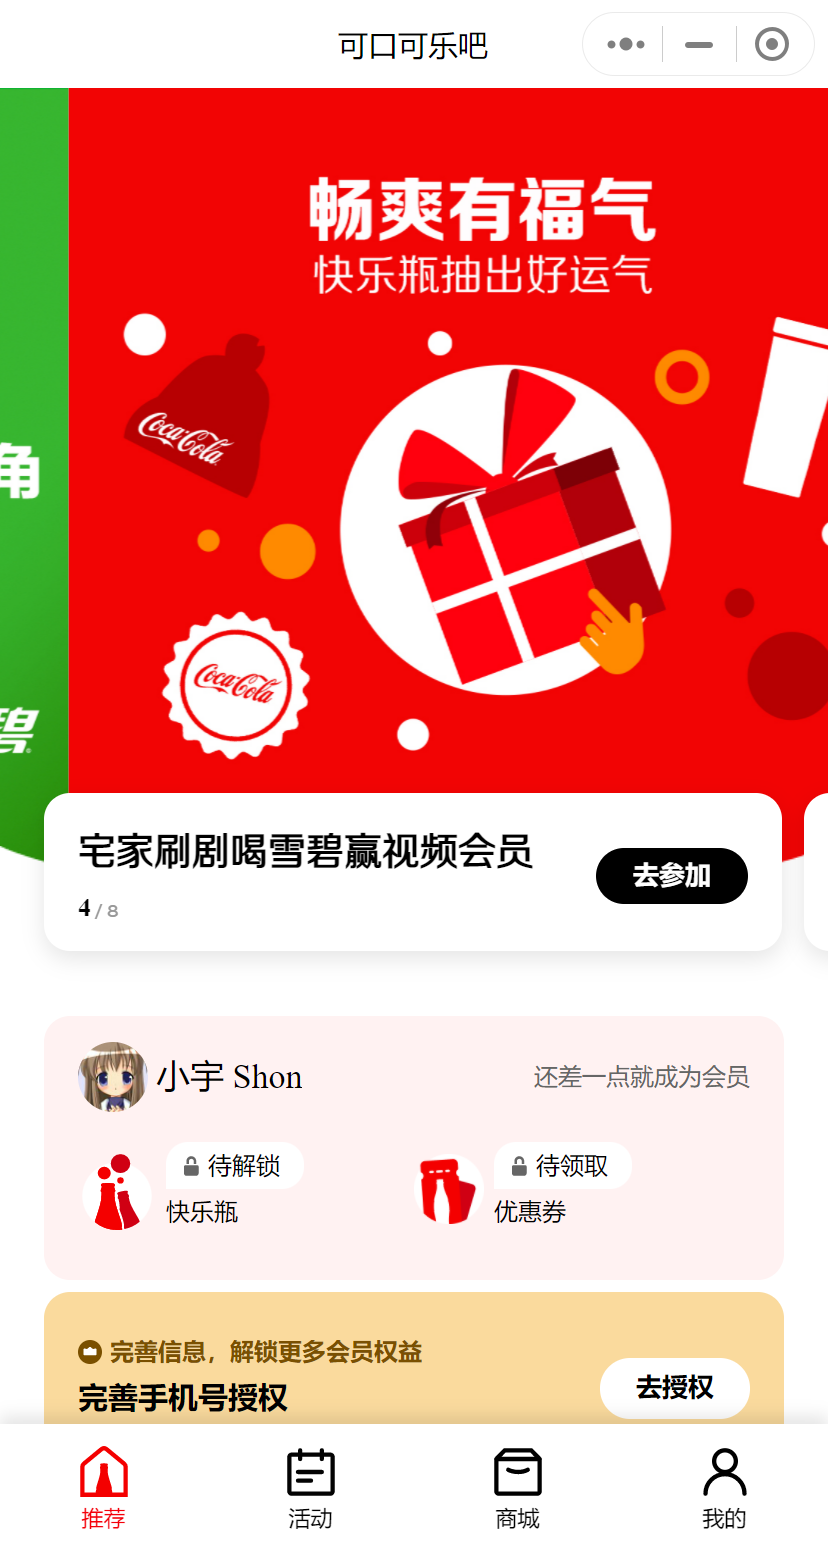 可口可乐吧
畅爽有福气
快乐瓶抽出好运气
Coca-Cola
角
Coca-Cola
碧
宅家刷剧喝雪碧赢视频会员
去参加
4 / 8
小宇 Shon
还差一点就成为会员
待解锁
快乐瓶
待领取
优惠券
完善信息，解锁更多会员权益
完善手机号授权
去授权
推荐
活动
商城
我的